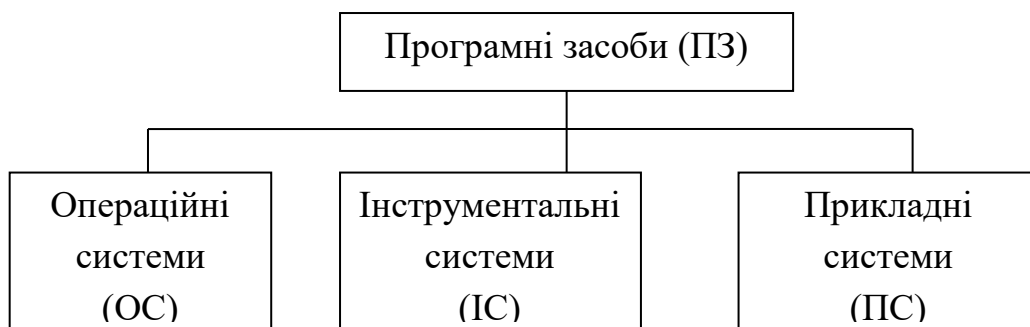 Програмні засоби (ПЗ)
Операційні
системи
(ОС)
Інструментальні
системи
(ІС)
Прикладні
системи
(ПС)